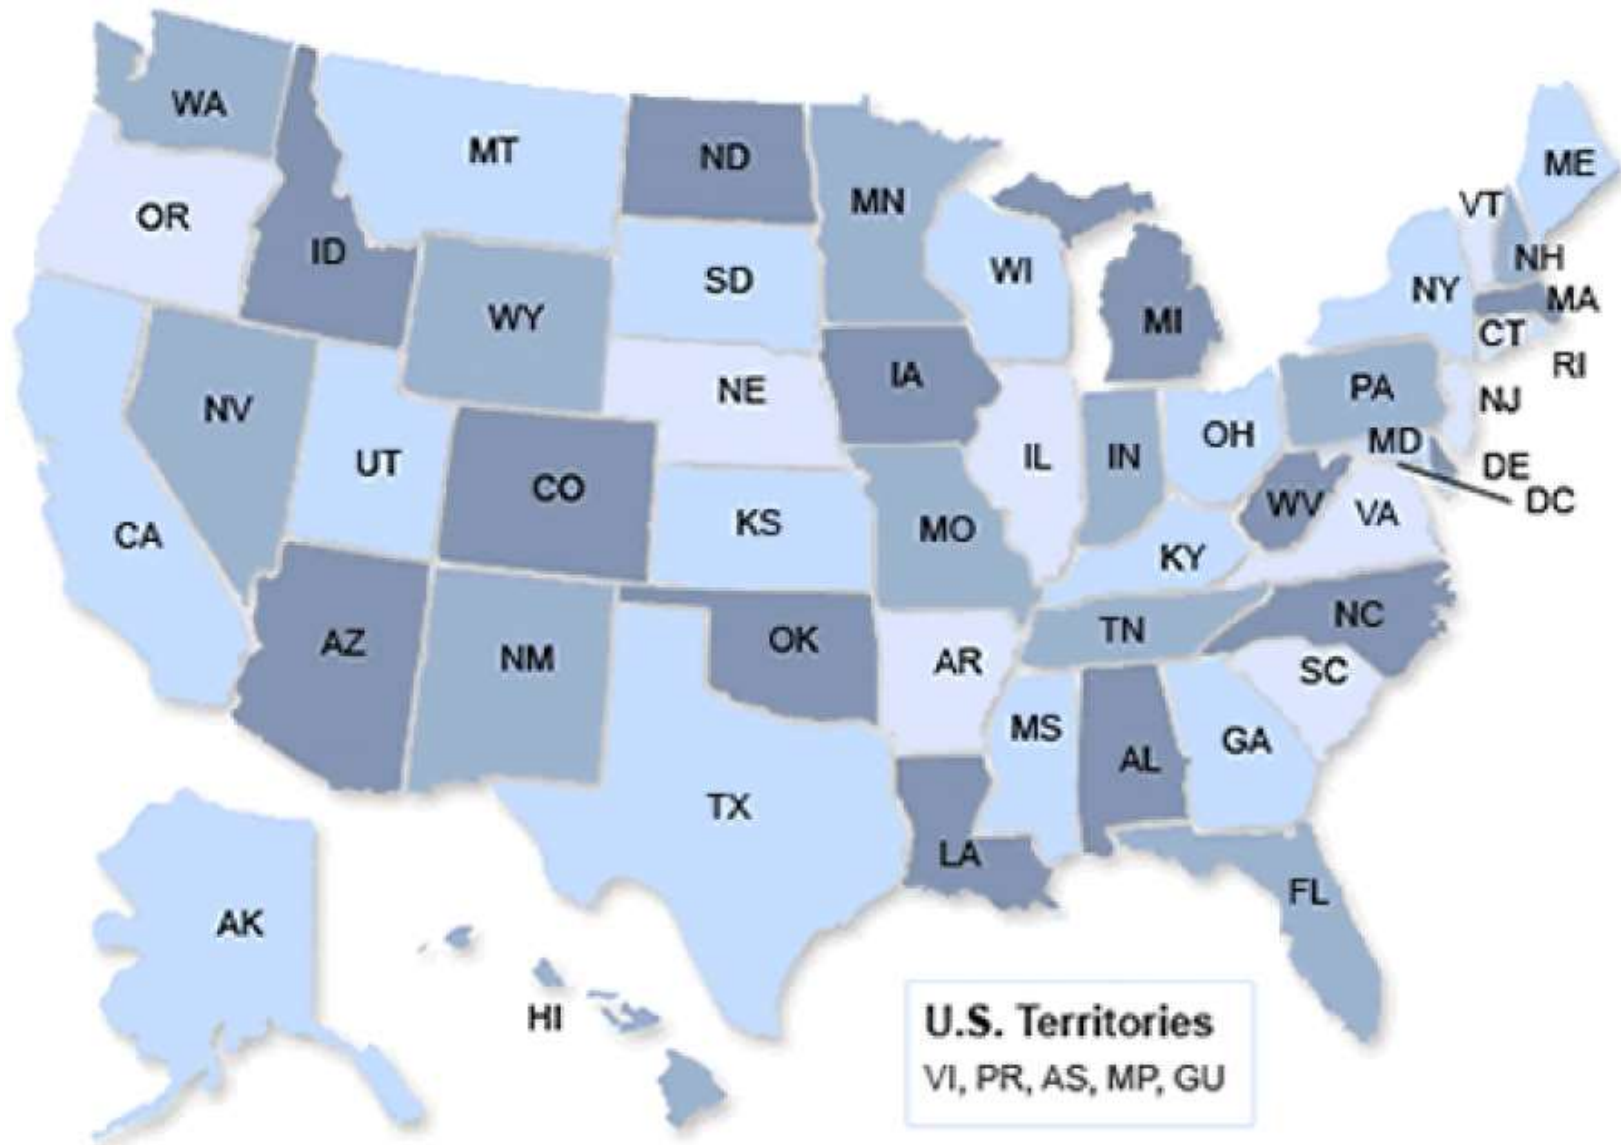 WA
MT
ND
MN
ME
VT
OR
ID
NH
WI
SD
NY
MA
WY
MI
CT
RI
IA
PA
NE
NJ
NV
OH
MD
IL
IN
UT
DE
CO
WV
DC
VA
KS
CA
MO
KY
NC
TN
AZ
OK
NM
AR
SC
MS
GA
AL
TX
LA
FL
AK
HI
U.S. Territories
VI, PR, AS, MP, GU